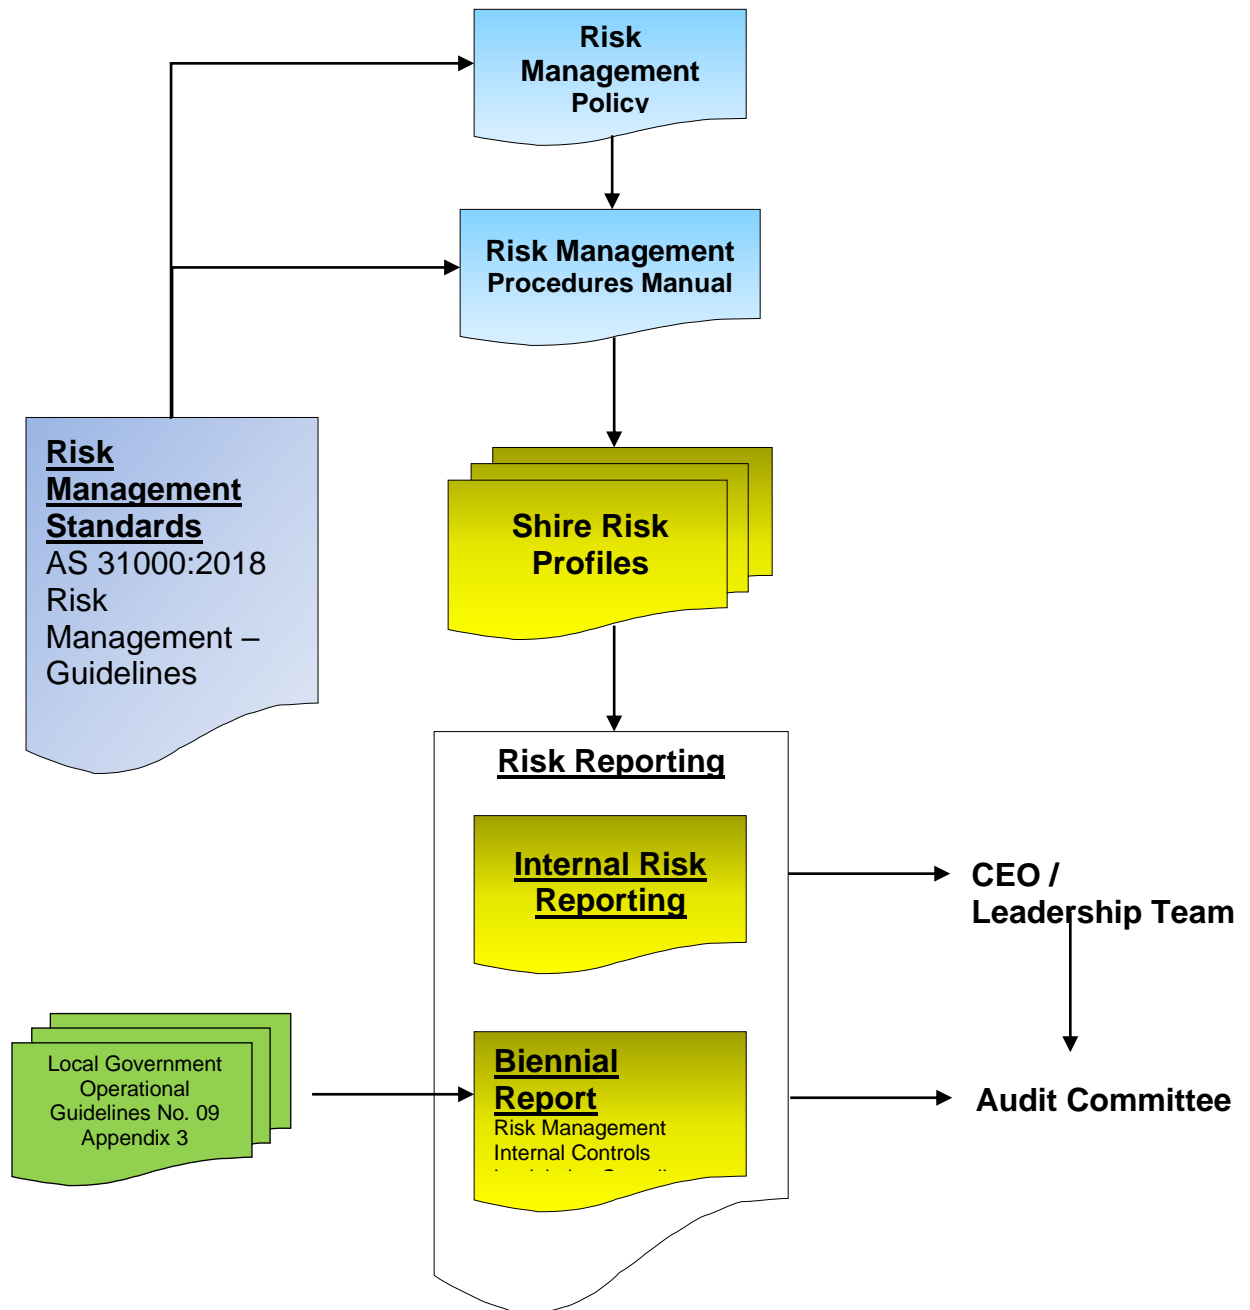 Risk
Management
Policy
Risk Management
Procedures Manual
Risk
Management
Standards
AS 31000:2018
Risk
Management –
Guidelines
Shire Risk
Profiles
Risk Reporting
Internal Risk
Reporting
CEO /
Leadership Team
Local Government
Operational
Guidelines No. 09
Appendix 3
Biennial
Report
Risk Management
Internal Controls
Audit Committee